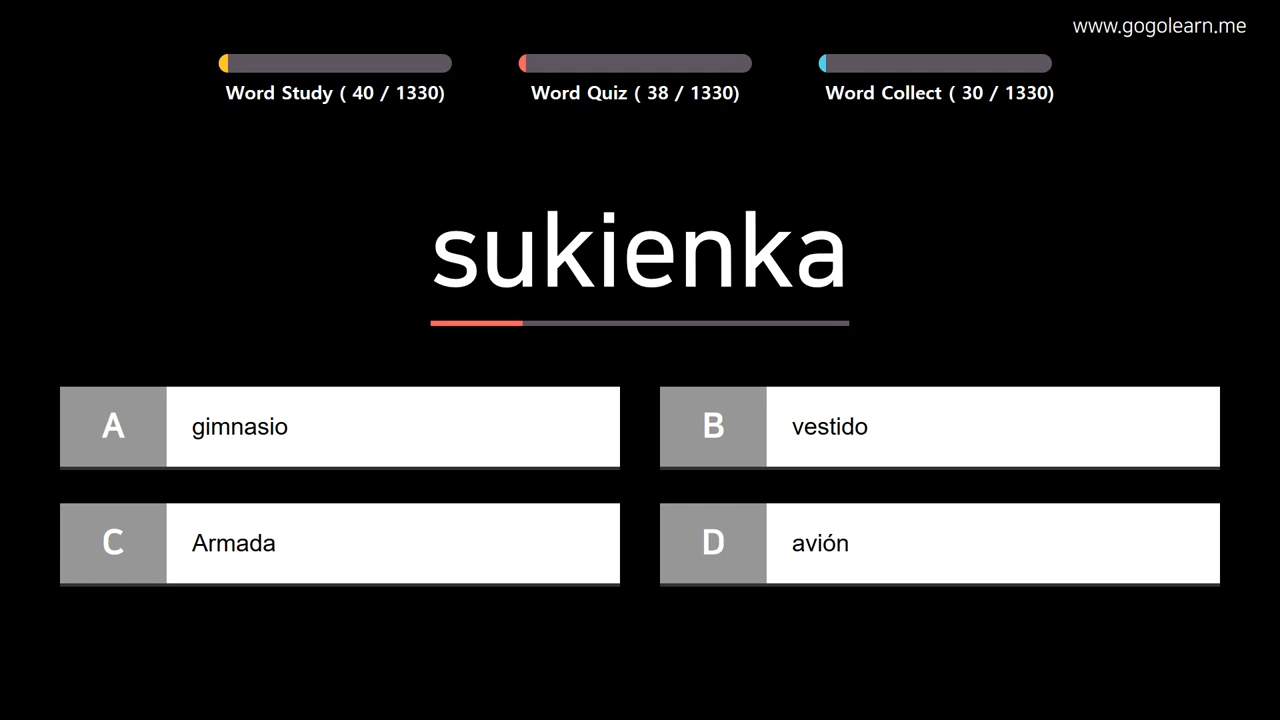 www.gogolearn.me
Word Study ( 40 / 1330)
Word Quiz ( 38 / 1330)
Word Collect ( 30 / 1330)
sukienka
A gimnasio
B vestido
C Armada
D avión